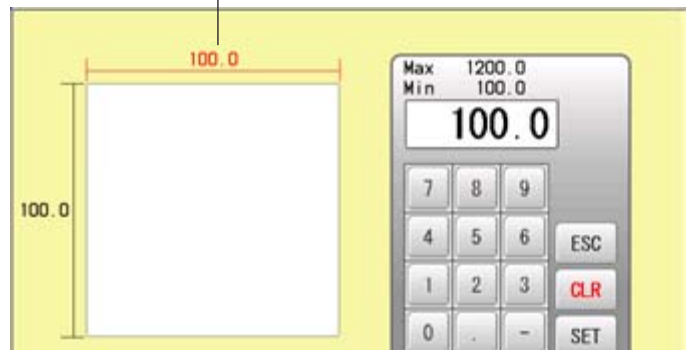 100.0
100.0
Max 1200.0
Min 100.0
100.0
7 8 9
4 5 6 ESC
1 2 3 CLR
0 . - SET